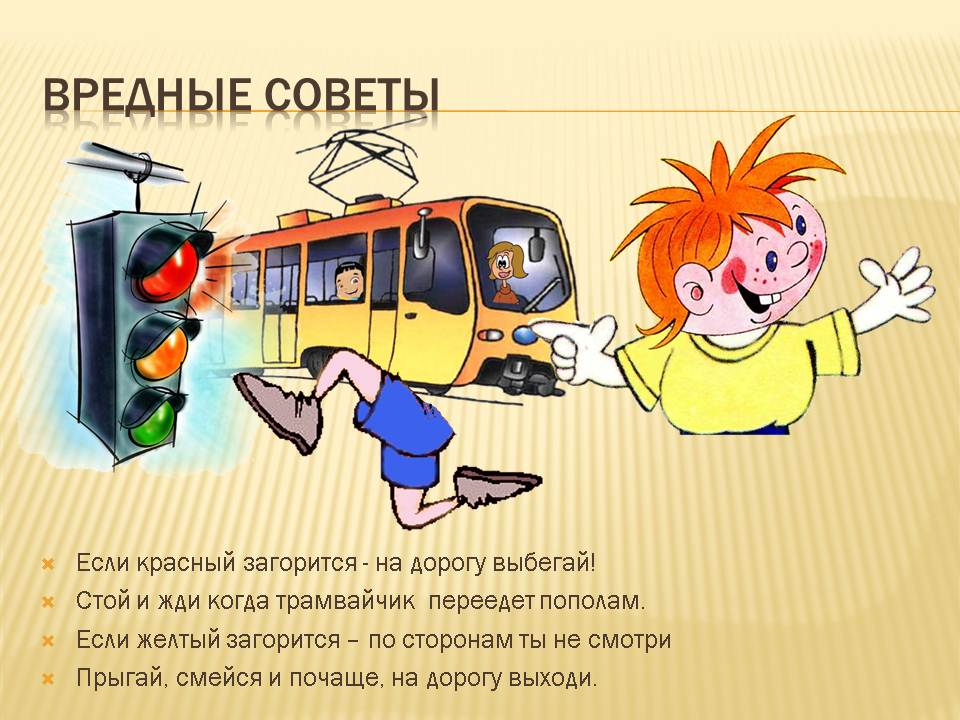 ВРЕДНЫЕ СОВЕТЫ
Если красный загорится - на дорогу выбегай!
Стой и жди когда трамвайчик переедет пополам.
Если желтый загорится – по сторонам ты не смотри
Прыгай, смейся и почаще, на дорогу выходи.